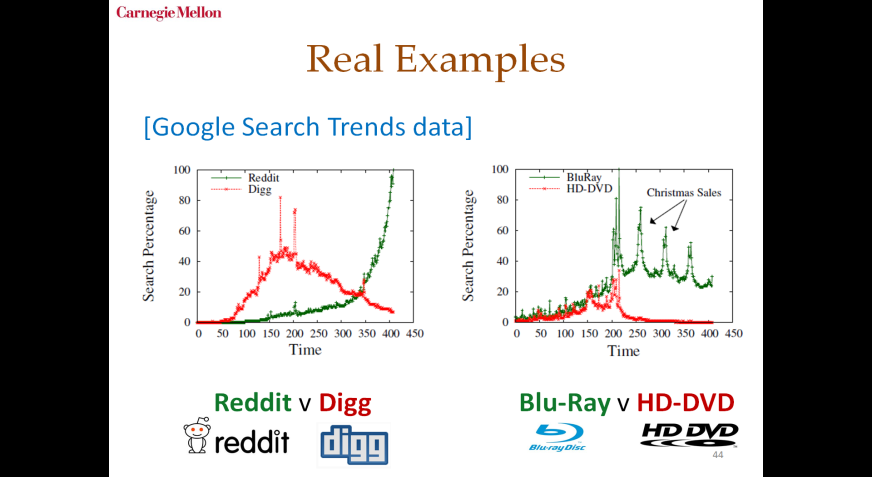 Carnegie Mellon
Real Examples
[Google Search Trends data]
100
80
60
40
20
0
Search Percentage
Reddit
Digg
0 50 100 150 200 250 300 350 400 450
Time
100
80
60
40
20
0
Search Percentage
BluRay
HD-DVD
Christmas Sales
0 50 100 150 200 250 300 350 400 450
Time
Reddit v Digg
Blu-Ray v HD-DVD
reddit
digg
Blu-ray Disc
HD DVD
44